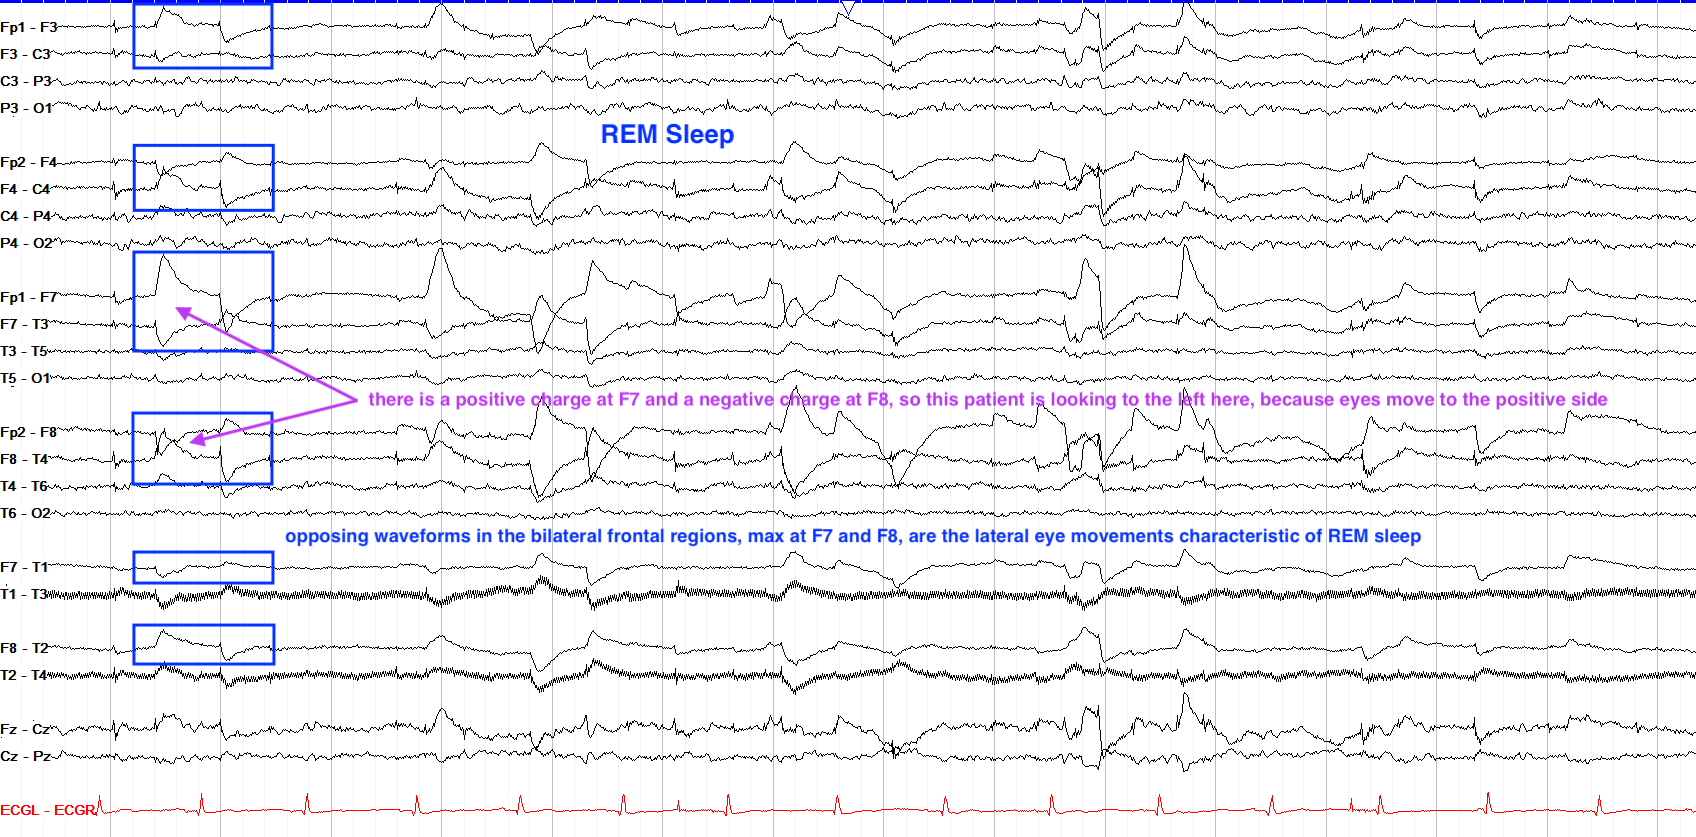 Fp1 - F3
F3 - C3
C3 - P3
P3 - O1
REM Sleep
Fp2 - F4
F4 - C4
C4 - P4
P4 - O2
Fp1 - F7
F7 - T3
T3 - T5
T5 - O1
there is a positive charge at F7 and a negative charge at F8, so this patient is looking to the left here, because eyes move to the positive side
Fp2 - F8
F8 - T4
T4 - T6
T6 - O2
opposing waveforms in the bilateral frontal regions, max at F7 and F8, are the lateral eye movements characteristic of REM sleep
F7 - T1
T1 - T3
F8 - T2
T2 - T4
Fz - Cz
Cz - Pz
ECGL - ECGR